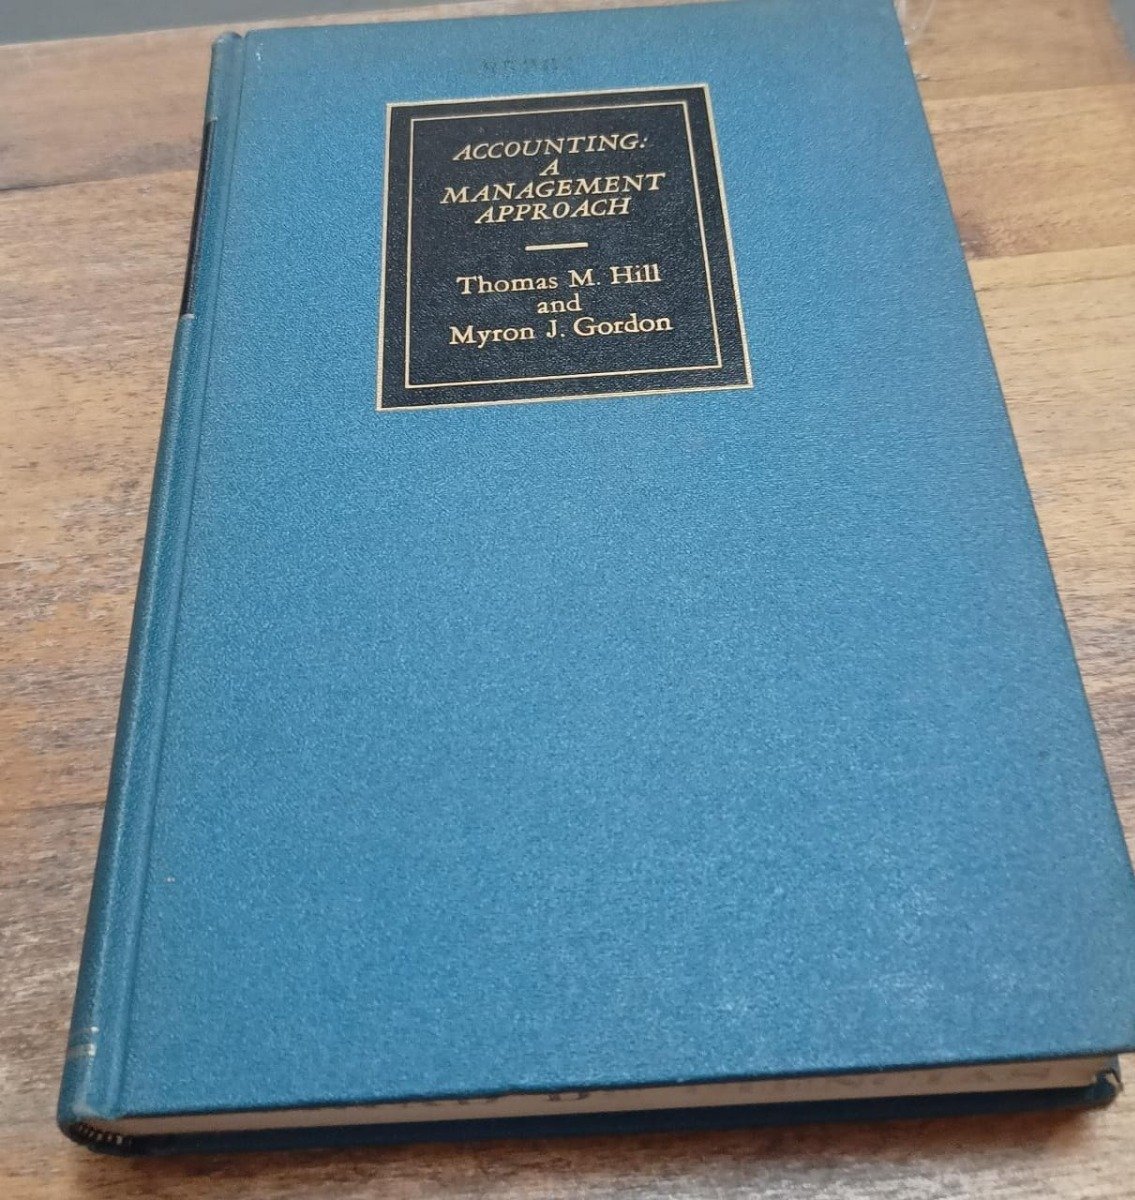 ACCOUNTING:
A
MANAGEMENT
APPROACH
Thomas M. Hill
and
Myron J. Gordon